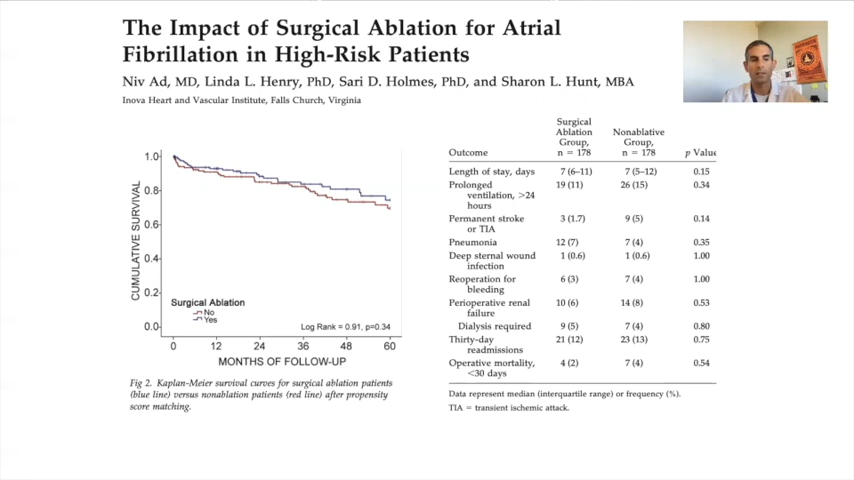 The Impact of Surgical Ablation for Atrial
Fibrillation in High-Risk Patients
Niv Ad, MD, Linda L. Henry, PhD, Sari D. Holmes, PhD, and Sharon L. Hunt, MBA
Inova Heart and Vascular Institute, Falls Church, Virginia
CUMULATIVE SURVIVAL
1.0
0.8
0.6
0.4
0.2
0.0
Surgical Ablation
No
Yes
Log Rank = 0.91, p=0.34
0 12 24 36 48 60
MONTHS OF FOLLOW-UP
Fig 2. Kaplan-Meier survival curves for surgical ablation patients
(blue line) versus nonablation patients (red line) after propensity
score matching.
Surgical
Ablation Nonablative
Group, Group,
Outcome n = 178 n = 178 p Value
Length of stay, days 7 (6–11) 7 (5–12) 0.15
Prolonged 19 (11) 26 (15) 0.34
ventilation, >24
hours
Permanent stroke 3 (1.7) 9 (5) 0.14
or TIA
Pneumonia 12 (7) 7 (4) 0.35
Deep sternal wound 1 (0.6) 1 (0.6) 1.00
infection
Reoperation for 6 (3) 7 (4) 1.00
bleeding
Perioperative renal 10 (6) 14 (8) 0.53
failure
Dialysis required 9 (5) 7 (4) 0.80
Thirty-day 21 (12) 23 (13) 0.75
readmissions
Operative mortality, 4 (2) 7 (4) 0.54
<30 days
Data represent median (interquartile range) or frequency (%).
TIA = transient ischemic attack.